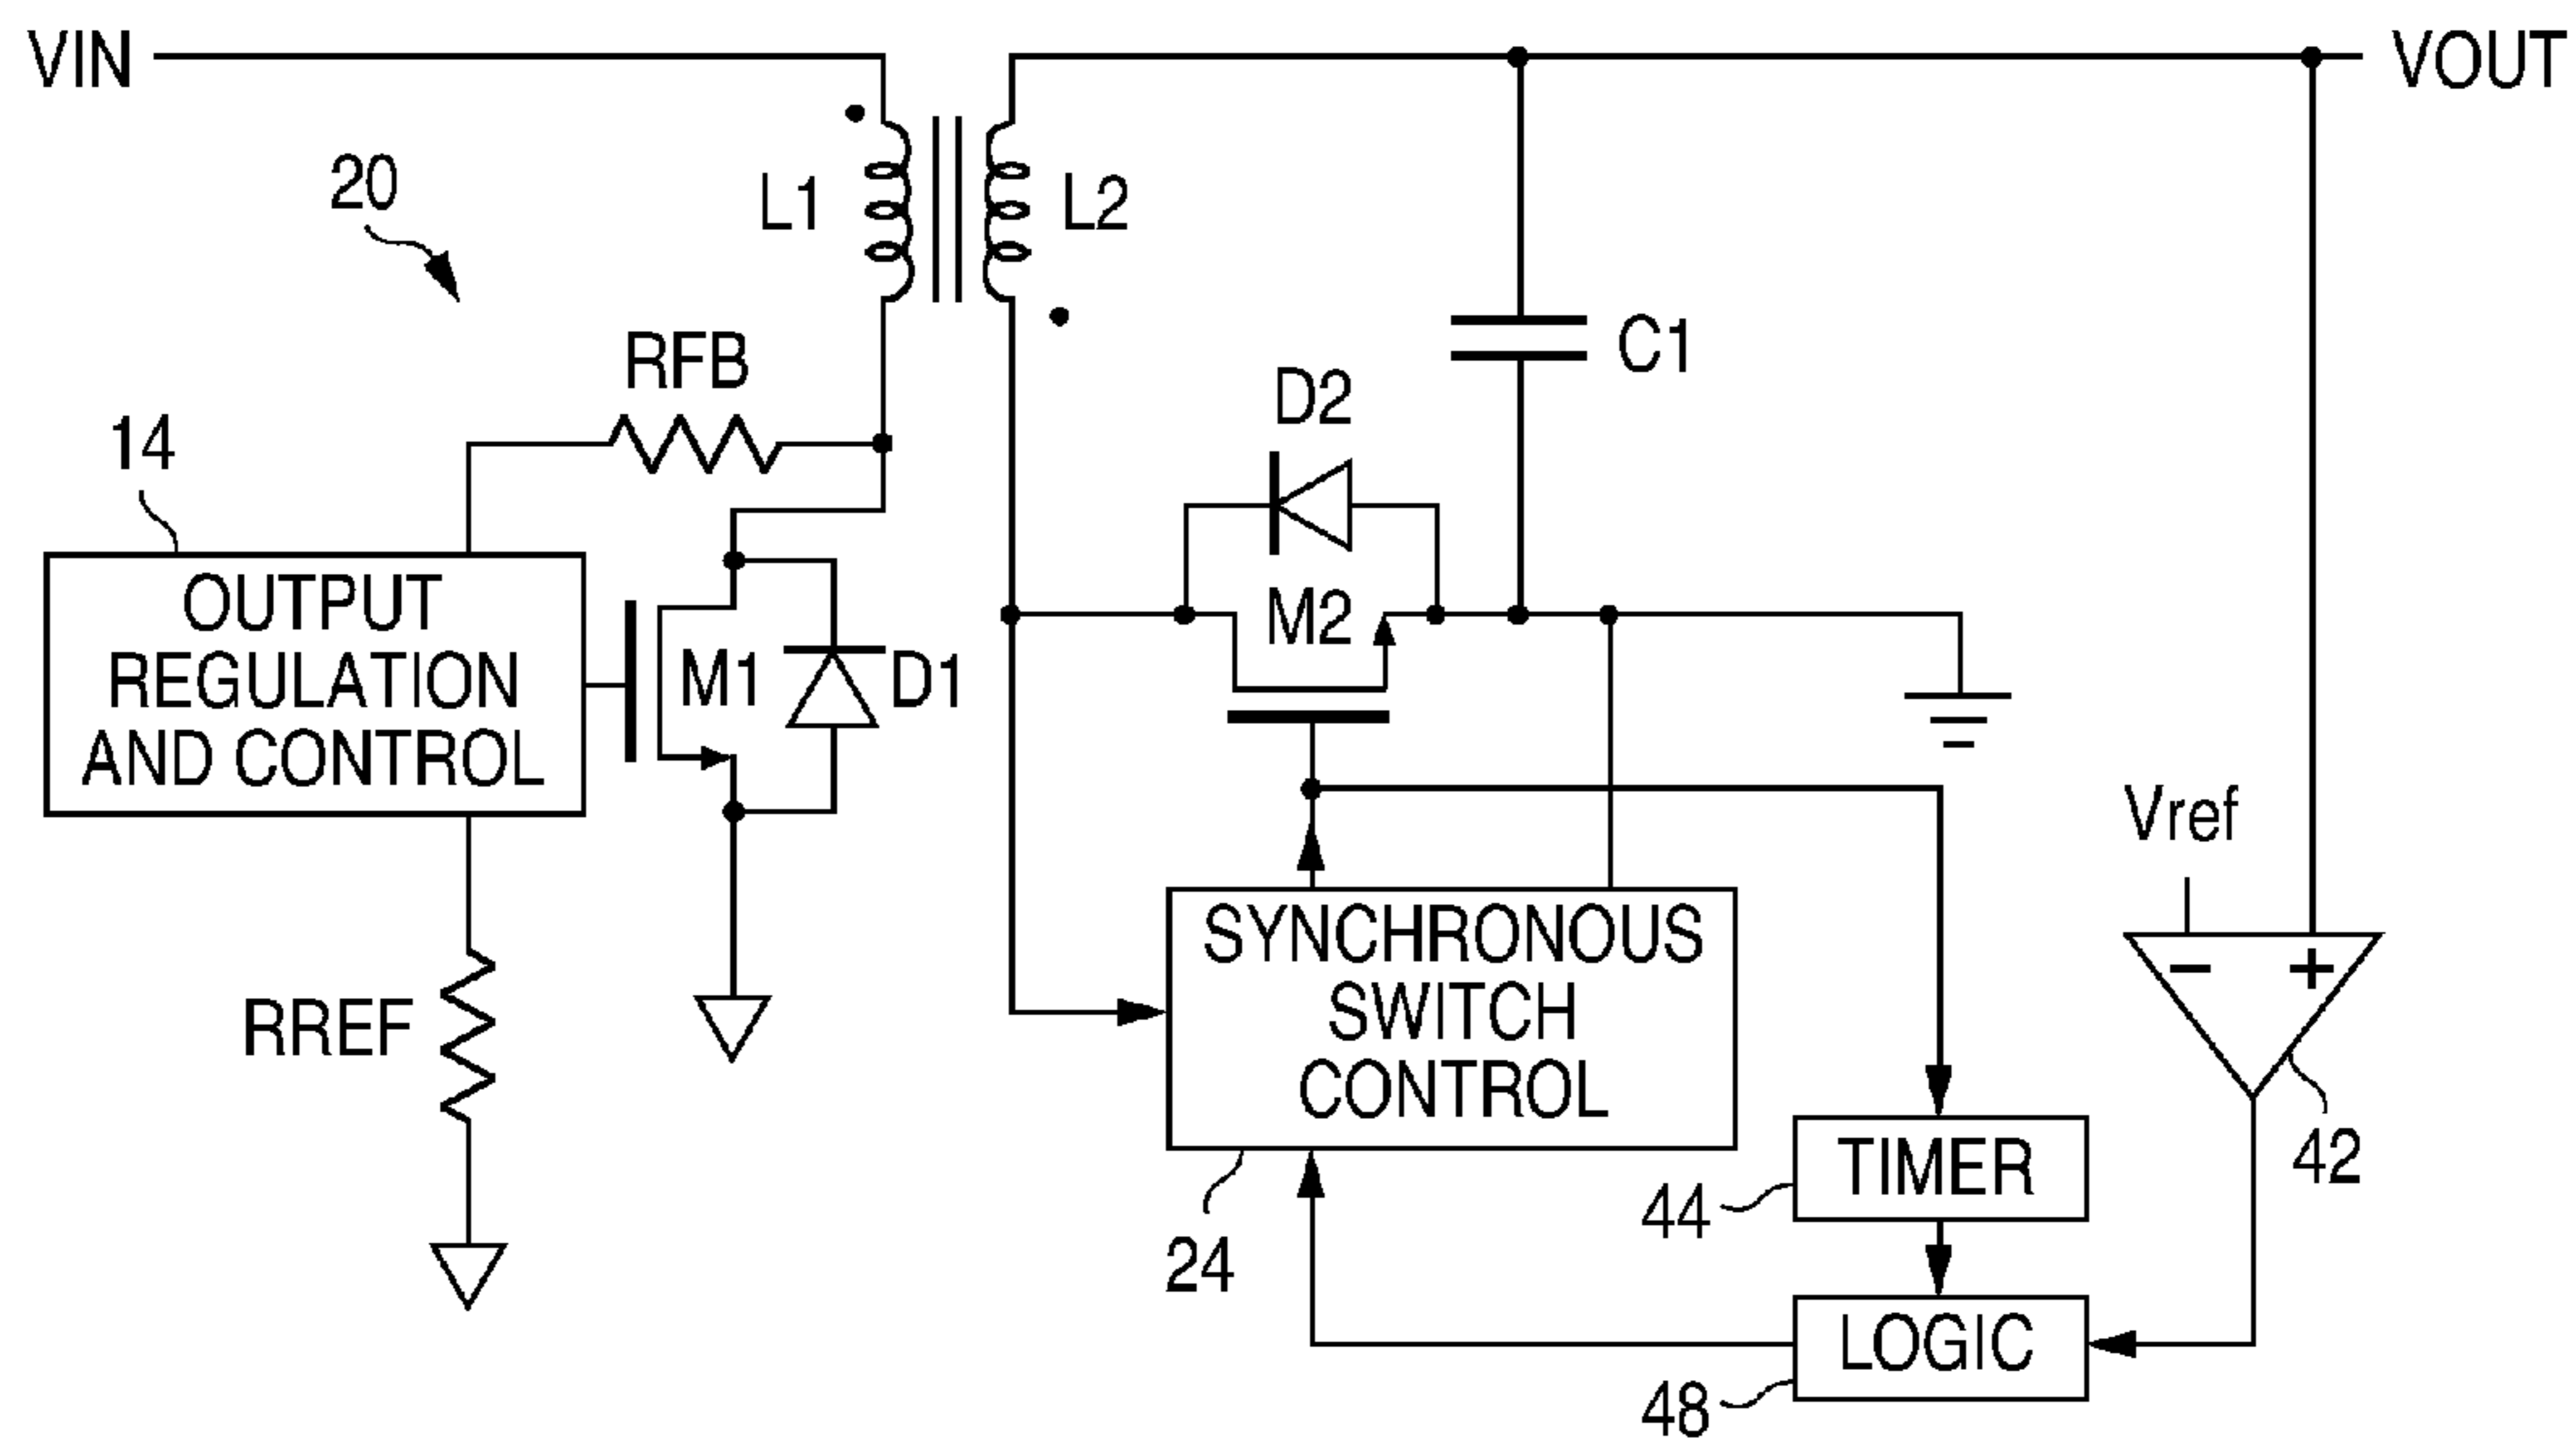 VIN
VOUT
20
L1
L2
C1
RFB
D2
14
M2
OUTPUT
REGULATION
AND CONTROL
M1
D1
Vref
SYNCHRONOUS
SWITCH
CONTROL
- +
RREF
TIMER
42
44
24
LOGIC
48